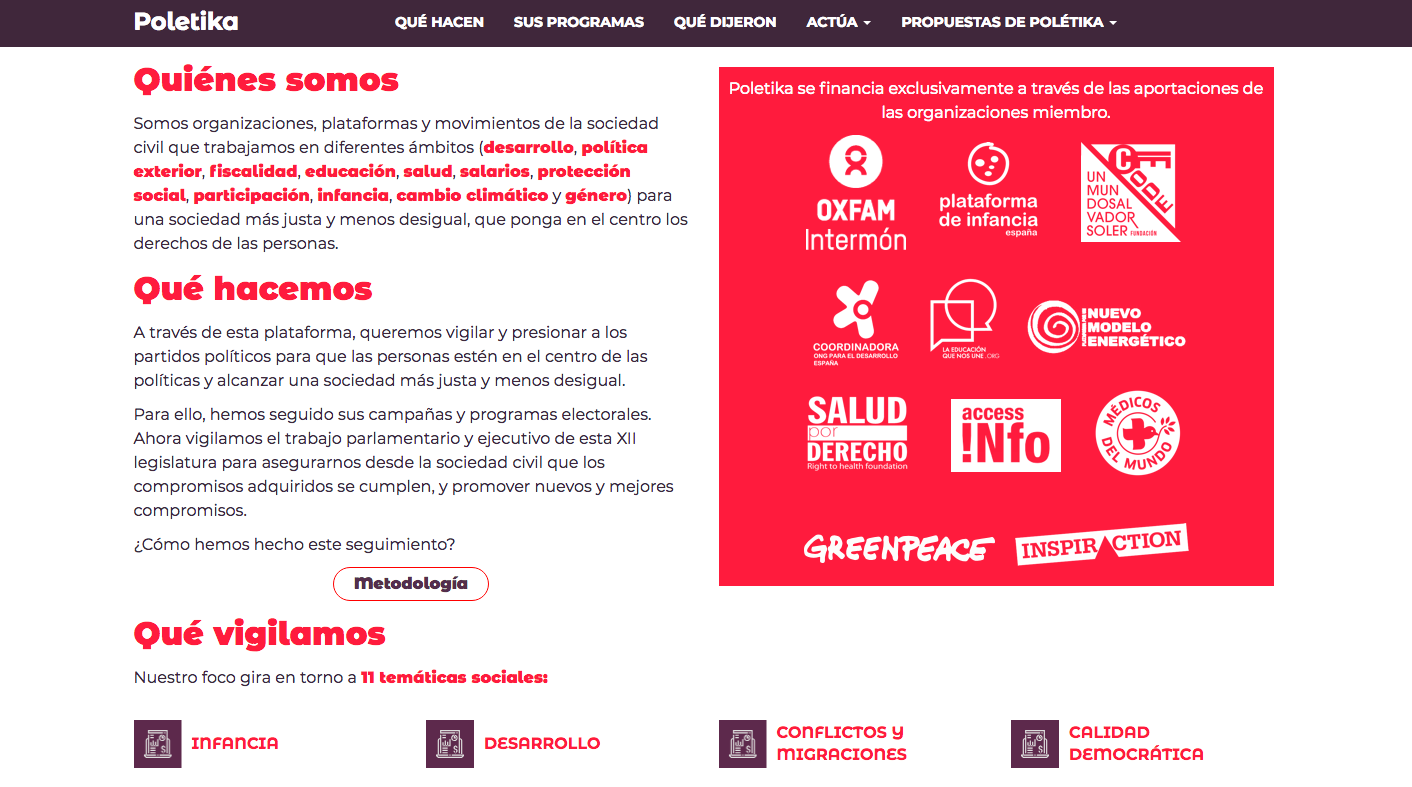 Poletika
QUÉ HACEN
SUS PROGRAMAS
QUÉ DIJERON
ACTÚA
PROPUESTAS DE POLÉTIKA
Quiénes somos
Somos organizaciones, plataformas y movimientos de la sociedad
civil que trabajamos en diferentes ámbitos (desarrollo, política
exterior, fiscalidad, educación, salud, salarios, protección
social, participación, infancia, cambio climático y género) para
una sociedad más justa y menos desigual, que ponga en el centro los
derechos de las personas.
Qué hacemos
A través de esta plataforma, queremos vigilar y presionar a los
partidos políticos para que las personas estén en el centro de las
políticas y alcanzar una sociedad más justa y menos desigual.
Para ello, hemos seguido sus campañas y programas electorales.
Ahora vigilamos el trabajo parlamentario y ejecutivo de esta XII
legislatura para asegurarnos desde la sociedad civil que los
compromisos adquiridos se cumplen, y promover nuevos y mejores
compromisos.
¿Cómo hemos hecho este seguimiento?
Metodología
Poletika se financia exclusivamente a través de las aportaciones de
las organizaciones miembro.
OXFAM
Intermón
plataforma
de infancia
españa
CODE
UN
MUN
DOSAL
VADOR
SOLER
FUNDACIÓN
COORDINADORA
ONG PARA EL DESARROLLO
ESPAÑA
LA EDUCACIÓN
QUE NOS UNE .ORG
NUEVO
MODELO
ENERGÉTICO
SALUD
por
DERECHO
Right to health foundation
access
!Nfo
MÉDICOS
DEL MUNDO
GREENPEACE
INSPIRACTION
Qué vigilamos
Nuestro foco gira en torno a 11 temáticas sociales:
INFANCIA
DESARROLLO
CONFLICTOS Y
MIGRACIONES
CALIDAD
DEMOCRÁTICA